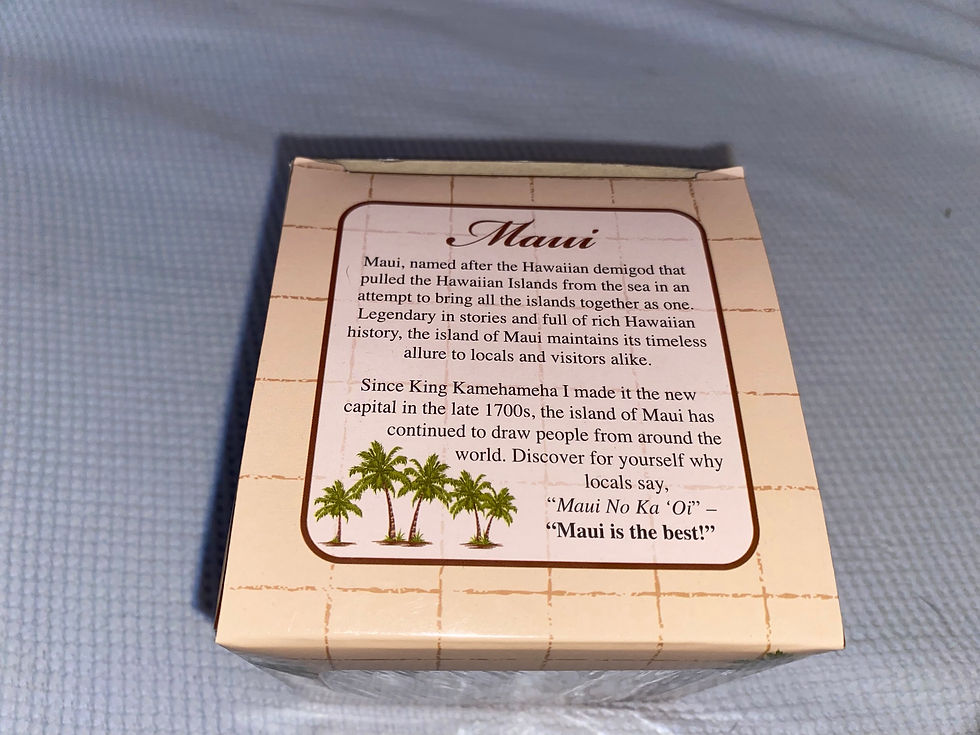 Maui
Maui, named after the Hawaiian demigod that
pulled the Hawaiian Islands from the sea in an
attempt to bring all the islands together as one.
Legendary in stories and full of rich Hawaiian
history, the island of Maui maintains its timeless
allure to locals and visitors alike.
Since King Kamehameha I made it the new
capital in the late 1700s, the island of Maui has
continued to draw people from around the
world. Discover for yourself why
locals say,
“Maui No Ka ‘Oi” –
“Maui is the best!”